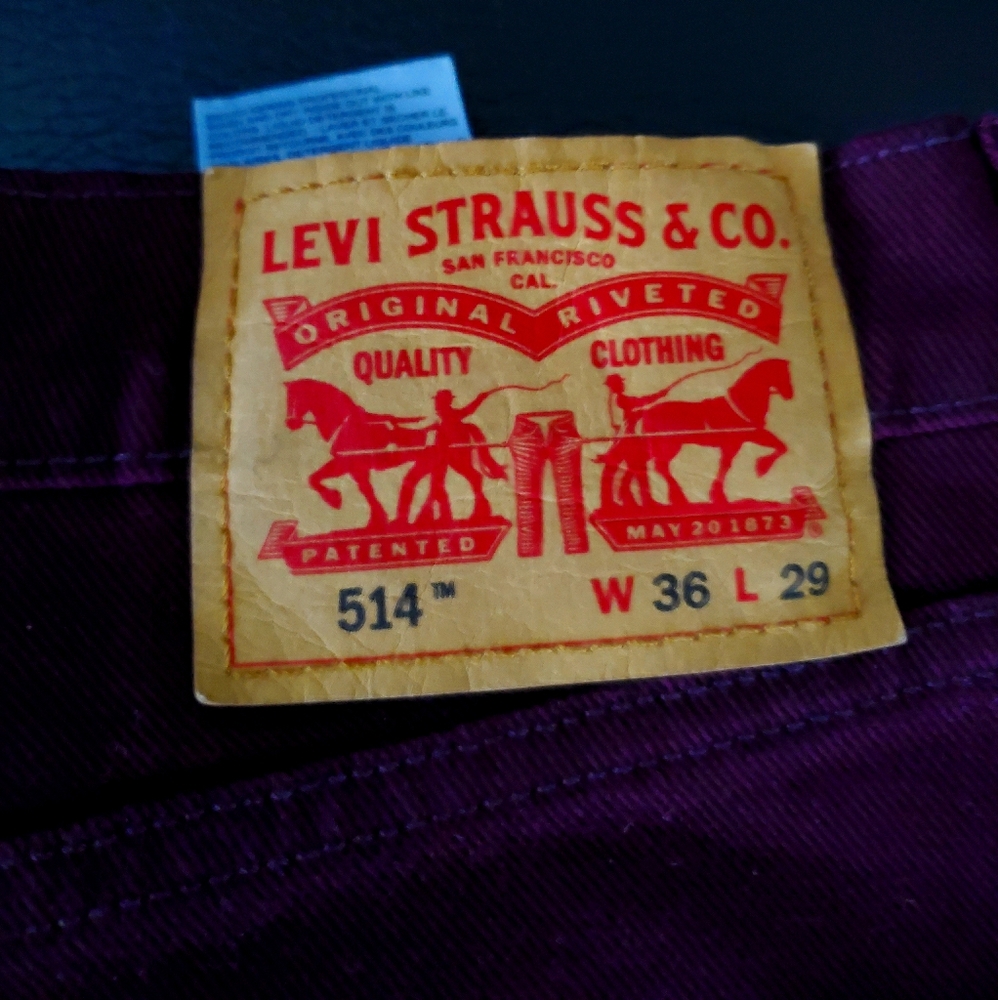 LEVI STRAUSS & CO.
SAN FRANCISCO
CAL.
ORIGINAL RIVETED
QUALITY CLOTHING
PATENTED MAY 20 1873
514™ W 36 L 29